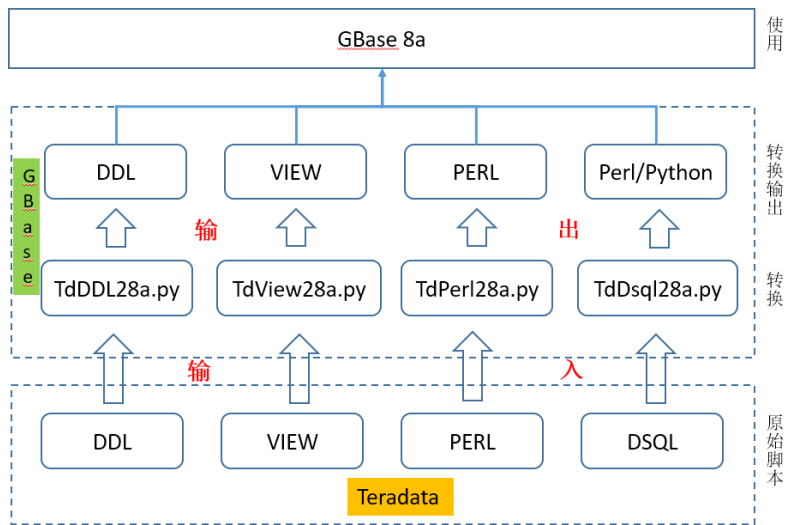 GBase 8a
使用
DDL
VIEW
PERL
Perl/Python
转换输出
GBase
输
出
TdDDL28a.py
TdView28a.py
TdPerl28a.py
TdDsql28a.py
转换
输
入
DDL
VIEW
PERL
DSQL
原始脚本
Teradata